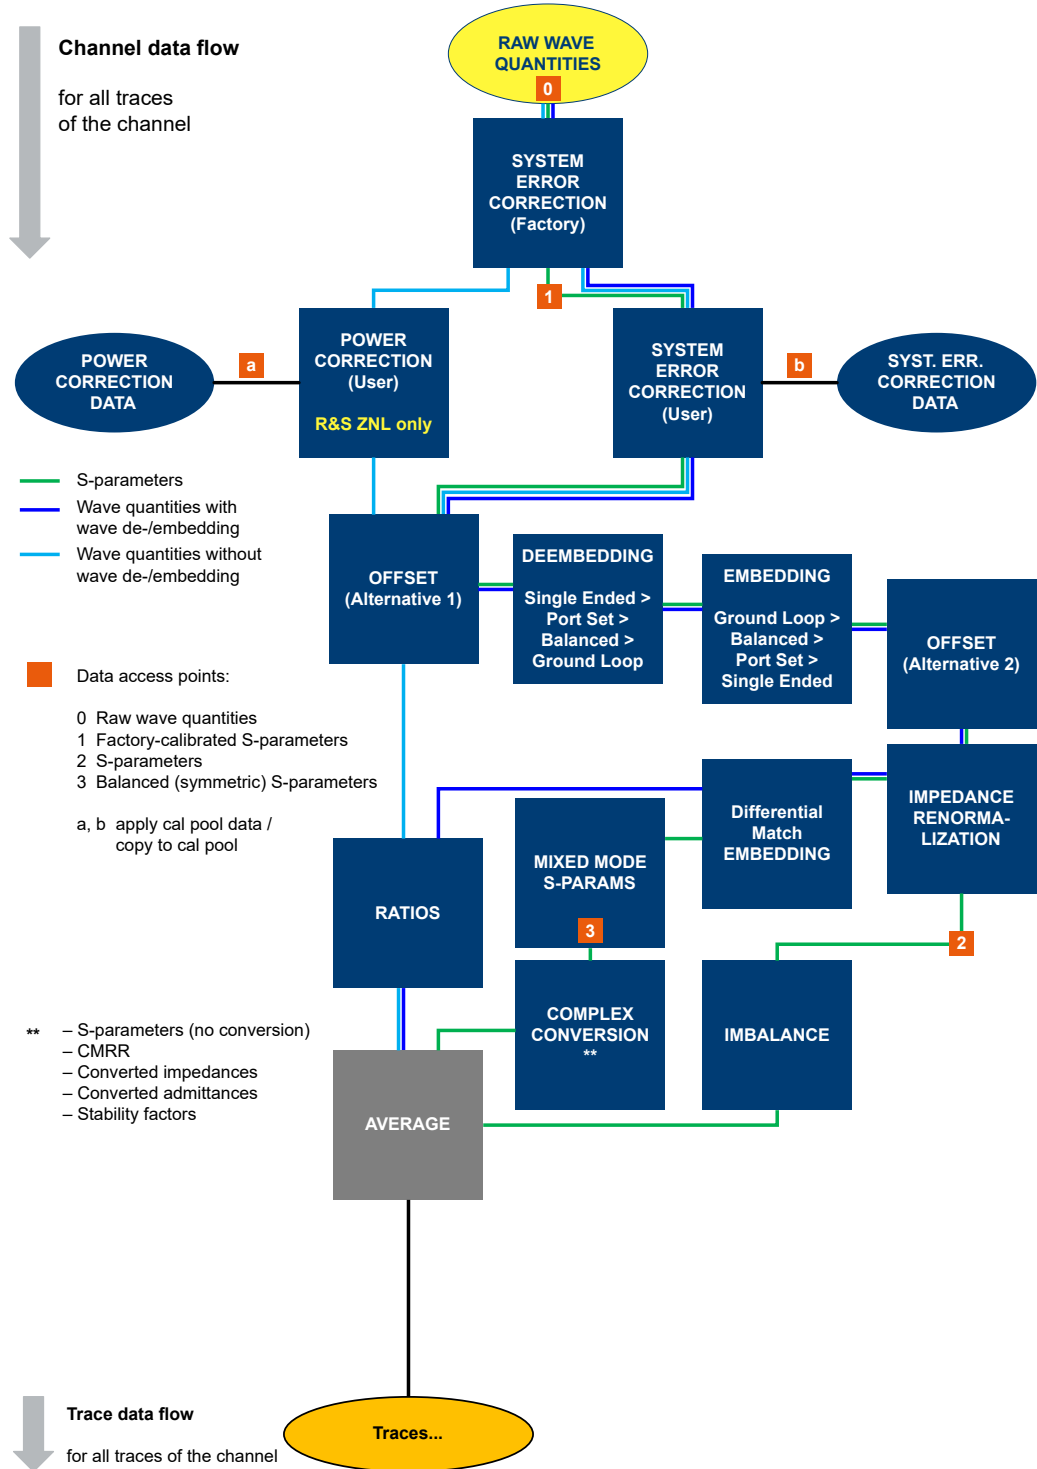 Channel data flow
for all traces
of the channel
RAW WAVE
QUANTITIES
0
SYSTEM
ERROR
CORRECTION
(Factory)
1
POWER
CORRECTION
DATA
a
POWER
CORRECTION
(User)
R&S ZNL only
SYSTEM
ERROR
CORRECTION
(User)
b
SYST. ERR.
CORRECTION
DATA
S-parameters
Wave quantities with
wave de-/embedding
Wave quantities without
wave de-/embedding
OFFSET
(Alternative 1)
DEEMBEDDING
Single Ended >
Port Set >
Balanced >
Ground Loop
EMBEDDING
Ground Loop >
Balanced >
Port Set >
Single Ended
OFFSET
(Alternative 2)
Data access points:
0 Raw wave quantities
1 Factory-calibrated S-parameters
2 S-parameters
3 Balanced (symmetric) S-parameters
a, b apply cal pool data /
copy to cal pool
RATIOS
MIXED MODE
S-PARAMS
3
Differential
Match
EMBEDDING
IMPEDANCE
RENORMA-
LIZATION
2
** – S-parameters (no conversion)
– CMRR
– Converted impedances
– Converted admittances
– Stability factors
COMPLEX
CONVERSION
**
IMBALANCE
AVERAGE
Trace data flow
for all traces of the channel
Traces...